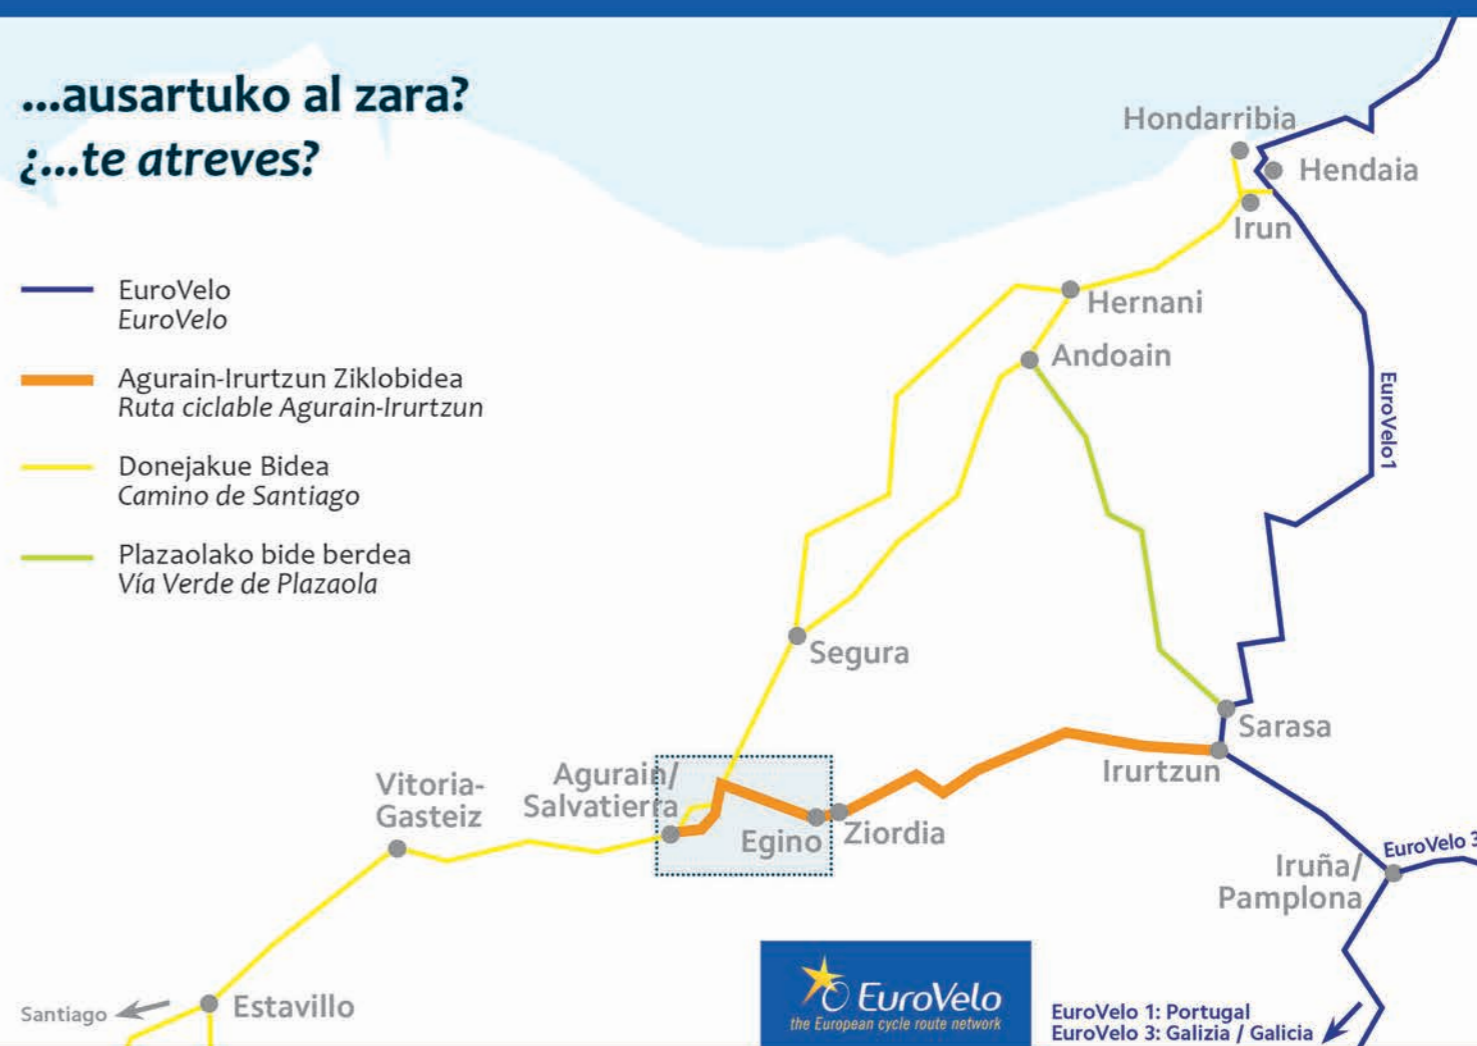 ...ausartuko al zara?
¿...te atreves?
EuroVelo
EuroVelo
Agurain-Irurtzun Ziklobidea
Ruta ciclable Agurain-Irurtzun
Donejakue Bidea
Camino de Santiago
Plazaolako bide berdea
Vía Verde de Plazaola
Hondarribia
Hendaia
Irun
Hernani
Andoain
EuroVelo1
Segura
Sarasa
Irurtzun
Vitoria-
Gasteiz
Agurain/
Salvatierra
Egino
Ziordia
EuroVelo 3
Iruña/
Pamplona
Santiago
Estavillo
EuroVelo
the European cycle route network
EuroVelo 1: Portugal
EuroVelo 3: Galizia / Galicia